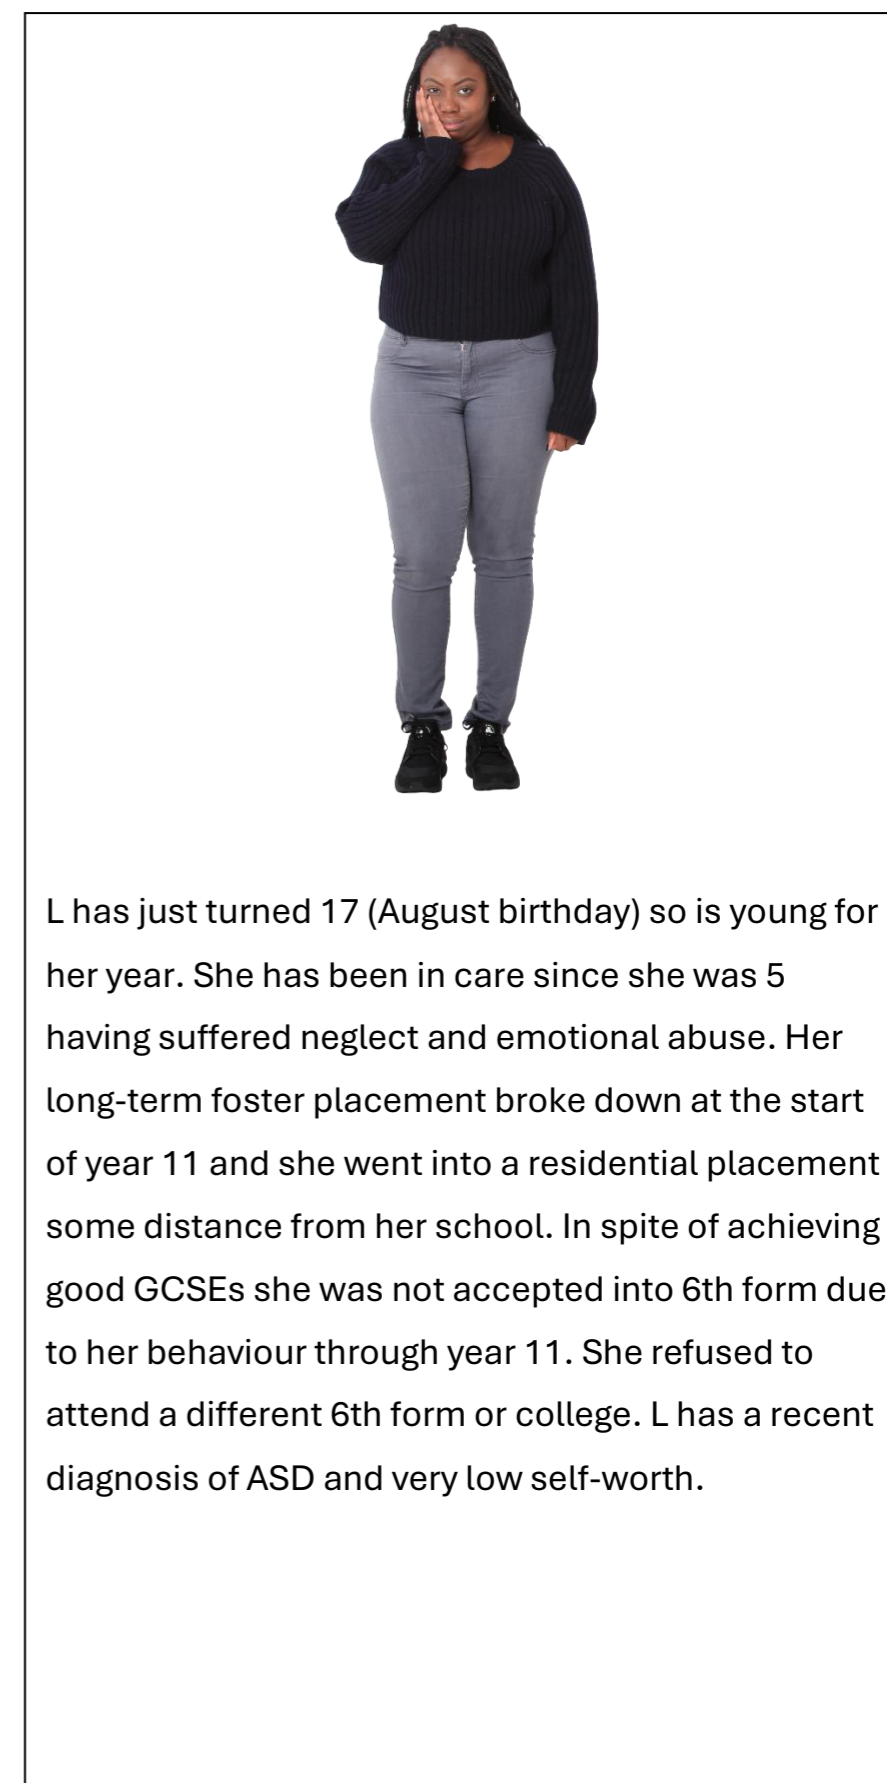 L has just turned 17 (August birthday) so is young for
her year. She has been in care since she was 5
having suffered neglect and emotional abuse. Her
long-term foster placement broke down at the start
of year 11 and she went into a residential placement
some distance from her school. In spite of achieving
good GCSEs she was not accepted into 6th form due
to her behaviour through year 11. She refused to
attend a different 6th form or college. L has a recent
diagnosis of ASD and very low self-worth.